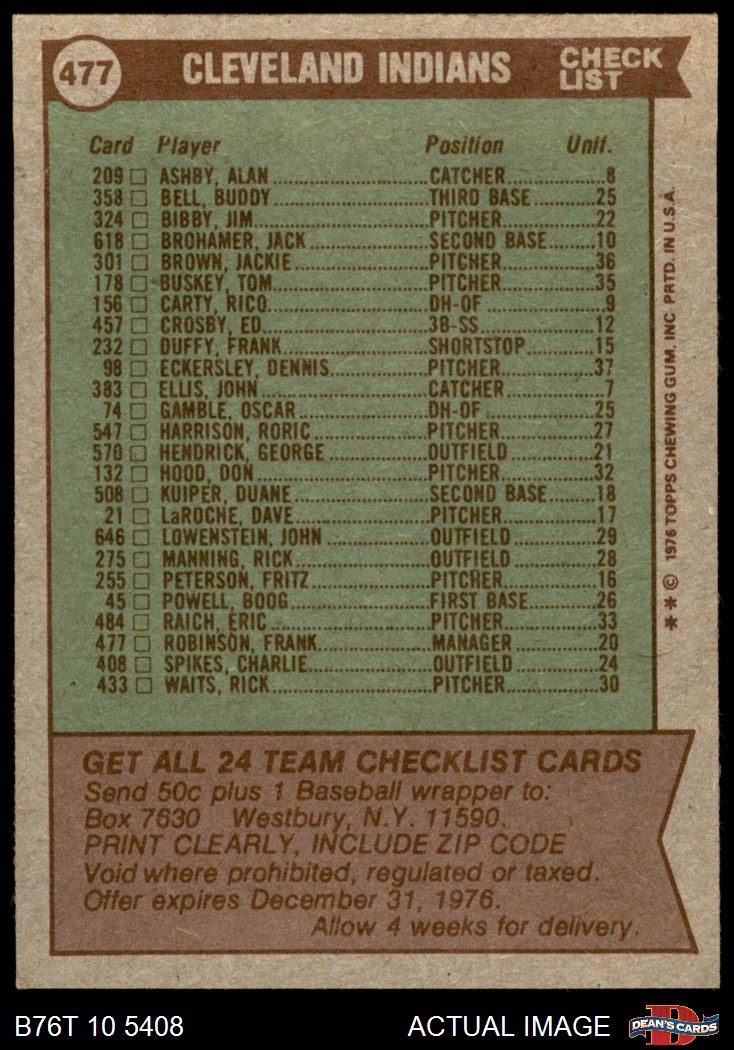 477 CLEVELAND INDIANS CHECK LIST
Card Player Position Unif.
209 □ ASHBY, ALAN CATCHER 8
358 □ BELL, BUDDY THIRD BASE 25
324 □ BIBBY, JIM PITCHER 22
618 □ BROHAMER, JACK SECOND BASE 10
301 □ BROWN, JACKIE PITCHER 36
178 □ BUSKEY, TOM PITCHER 35
156 □ CARTY, RICO DH-OF 9
457 □ CROSBY, ED 3B-SS 12
232 □ DUFFY, FRANK SHORTSTOP 15
98 □ ECKERSLEY, DENNIS PITCHER 37
383 □ ELLIS, JOHN CATCHER 7
74 □ GAMBLE, OSCAR DH-OF 25
547 □ HARRISON, RORIC PITCHER 27
570 □ HENDRICK, GEORGE OUTFIELD 21
132 □ HOOD, DON PITCHER 32
508 □ KUIPER, DUANE SECOND BASE 18
21 □ LaROCHE, DAVE PITCHER 17
646 □ LOWENSTEIN, JOHN OUTFIELD 29
275 □ MANNING, RICK OUTFIELD 28
255 □ PETERSON, FRITZ PITCHER 16
45 □ POWELL, BOOG FIRST BASE 26
484 □ RAICH, ERIC PITCHER 33
477 □ ROBINSON, FRANK MANAGER 20
408 □ SPIKES, CHARLIE OUTFIELD 24
433 □ WAITS, RICK PITCHER 30
**© 1976 TOPPS CHEWING GUM. INC PRTD. IN U.S.A.
GET ALL 24 TEAM CHECKLIST CARDS
Send 50c plus 1 Baseball wrapper to:
Box 7630 Westbury, N.Y. 11590.
PRINT CLEARLY, INCLUDE ZIP CODE
Void where prohibited, regulated or taxed.
Offer expires December 31, 1976.
Allow 4 weeks for delivery.
B76T 10 5408 ACTUAL IMAGE DEAN'S CARDS